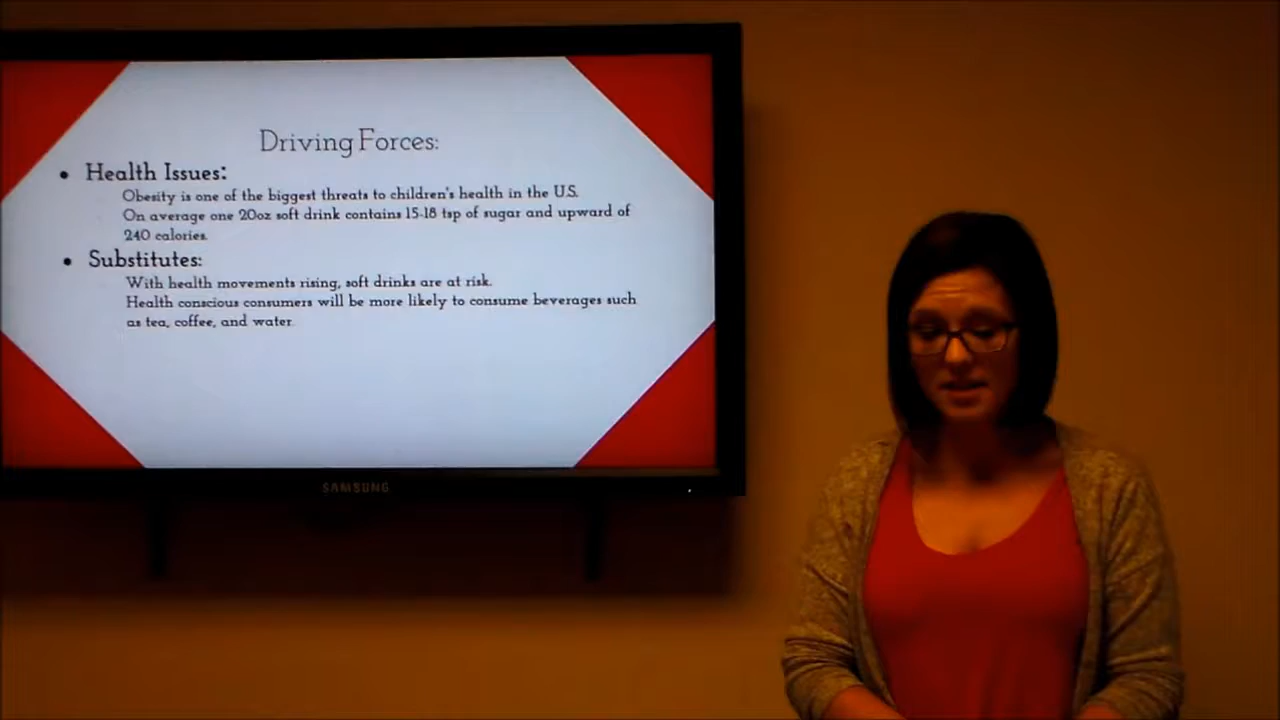 Driving Forces:
• Health Issues:
Obesity is one of the biggest threats to children's health in the U.S.
On average one 20oz soft drink contains 15-18 tsp of sugar and upward of
240 calories.
• Substitutes:
With health movements rising, soft drinks are at risk.
Health conscious consumers will be more likely to consume beverages such
as tea, coffee, and water.
SAMSUNG